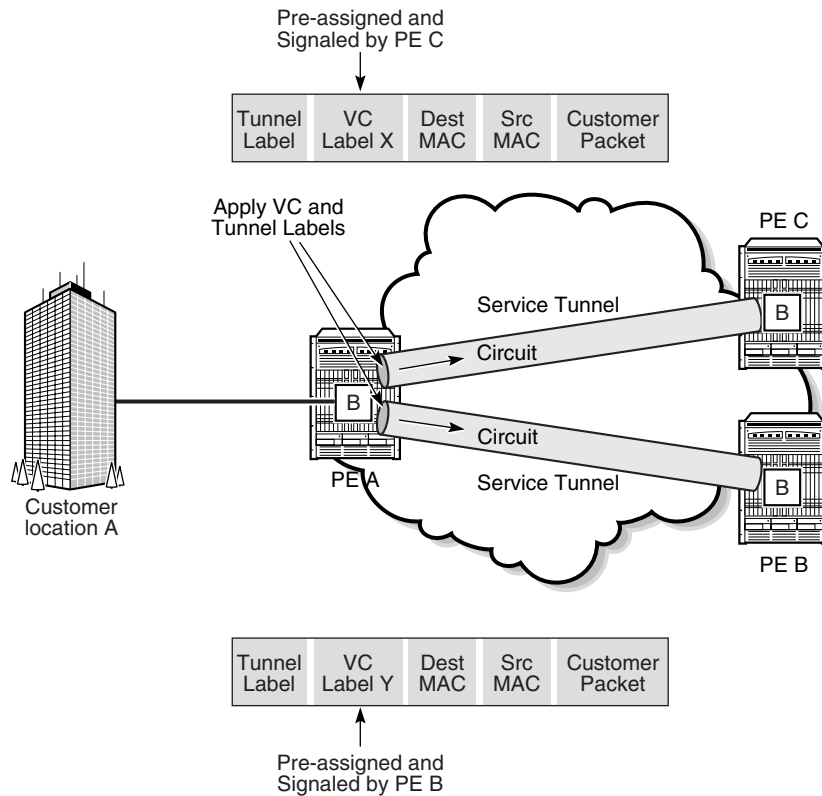 Pre-assigned and
Signaled by PE C
Tunnel
Label
VC
Label X
Dest
MAC
Src
MAC
Customer
Packet
Apply VC and
Tunnel Labels
PE C
Service Tunnel
B
Circuit
B
PE A
Circuit
B
Service Tunnel
Customer
location A
PE B
Tunnel
Label
VC
Label Y
Dest
MAC
Src
MAC
Customer
Packet
Pre-assigned and
Signaled by PE B